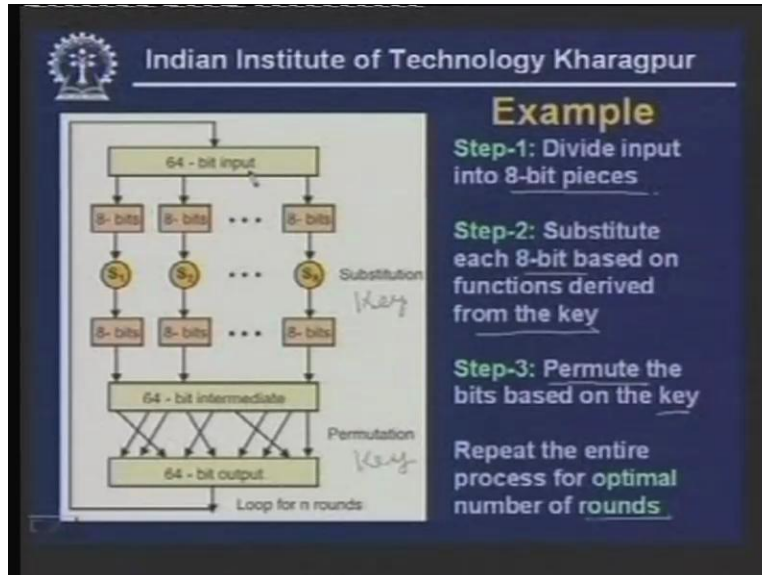 Indian Institute of Technology Kharagpur
Example
Step-1: Divide input
into 8-bit pieces
Step-2: Substitute
each 8-bit based on
functions derived
from the key
Step-3: Permute the
bits based on the key
Repeat the entire
process for optimal
number of rounds
64 - bit input
8- bits 8- bits • • • 8- bits
S1 S2 • • • S8 Substitution
Key
8- bits 8- bits • • • 8- bits
64 - bit intermediate
Permutation
Key
64 - bit output
Loop for n rounds